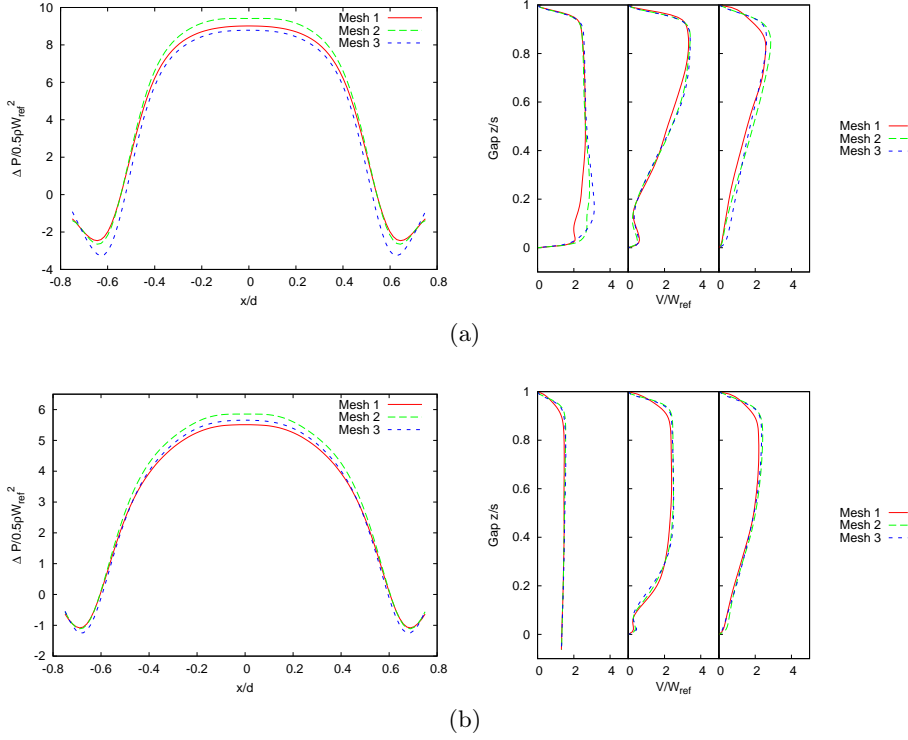 10
8
6
4
2
0
-2
-4
-0.8 -0.6 -0.4 -0.2 0 0.2 0.4 0.6 0.8
x/d
Δ P/0.5ρW_ref^2
Mesh 1
Mesh 2
Mesh 3
1
0.8
0.6
0.4
0.2
0
Gap z/s
0 2 4 0 2 4 0 2 4
V/W_ref
Mesh 1
Mesh 2
Mesh 3
(a)
6
5
4
3
2
1
0
-1
-2
-0.8 -0.6 -0.4 -0.2 0 0.2 0.4 0.6 0.8
x/d
Δ P/0.5ρW_ref^2
Mesh 1
Mesh 2
Mesh 3
1
0.8
0.6
0.4
0.2
0
Gap z/s
0 2 4 0 2 4 0 2 4
V/W_ref
Mesh 1
Mesh 2
Mesh 3
(b)